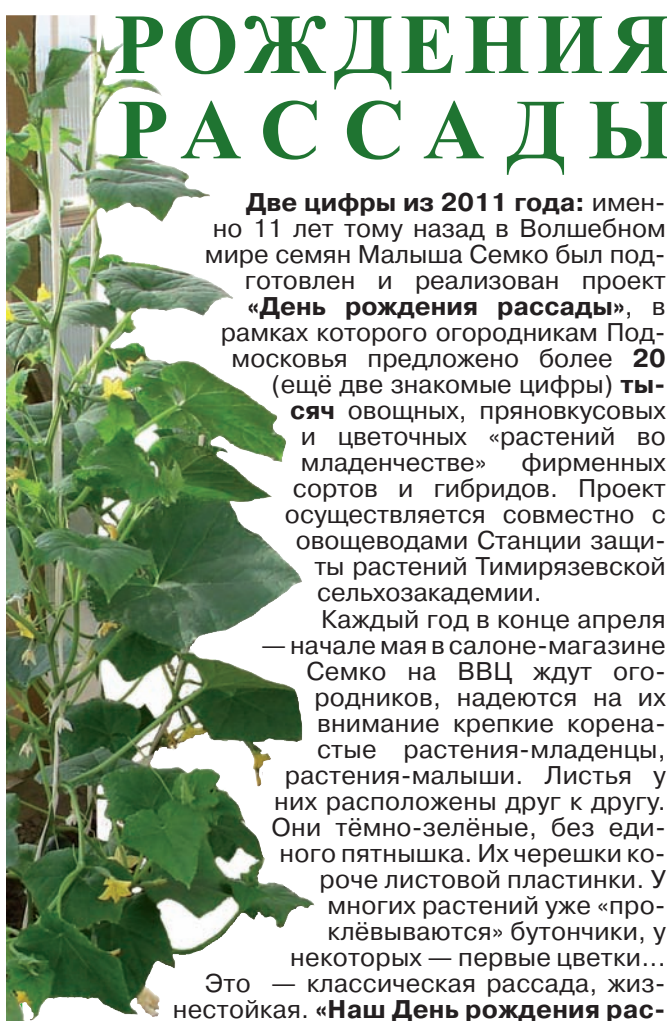 РОЖДЕНИЯ
РАССАДЫ
Две цифры из 2011 года: имен-
но 11 лет тому назад в Волшебном
мире семян Малыша Семко был под-
готовлен и реализован проект
«День рождения рассады», в
рамках которого огородникам Под-
московья предложено более 20
(ещё две знакомые цифры) ты-
сяч овощных, пряновкусовых
и цветочных «растений во
младенчестве» фирменных
сортов и гибридов. Проект
осуществляется совместно с
овощеводами Станции защи-
ты растений Тимирязевской
сельхозакадемии.
Каждый год в конце апреля
— начале мая в салоне-магазине
Семко на ВВЦ ждут ого-
родников, надеются на их
внимание крепкие корена-
стые растения-младенцы,
растения-малыши. Листья у
них расположены друг к другу.
Они тёмно-зелёные, без еди-
ного пятнышка. Их черешки ко-
роче листовой пластинки. У
многих растений уже «про-
клёвываются» бутончики, у
некоторых — первые цветки…
Это — классическая рассада, жиз-
нестойкая. «Наш День рождения рас-